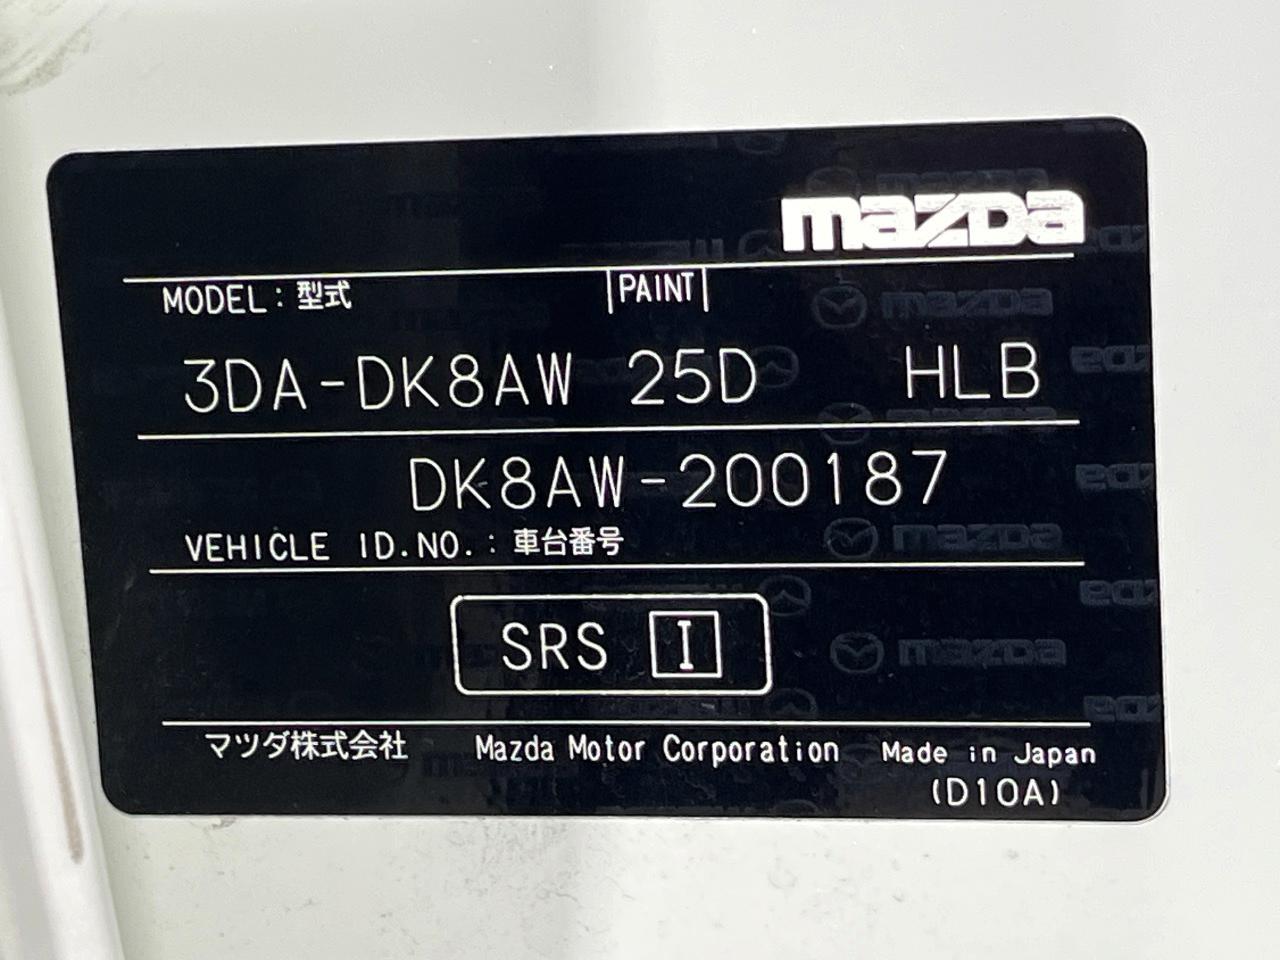 mazda
MODEL：型式 |PAINT|
3DA-DK8AW 25D HLB
DK8AW-200187
VEHICLE ID.NO.：車台番号
SRS I
マツダ株式会社 Mazda Motor Corporation Made in Japan
(D10A)